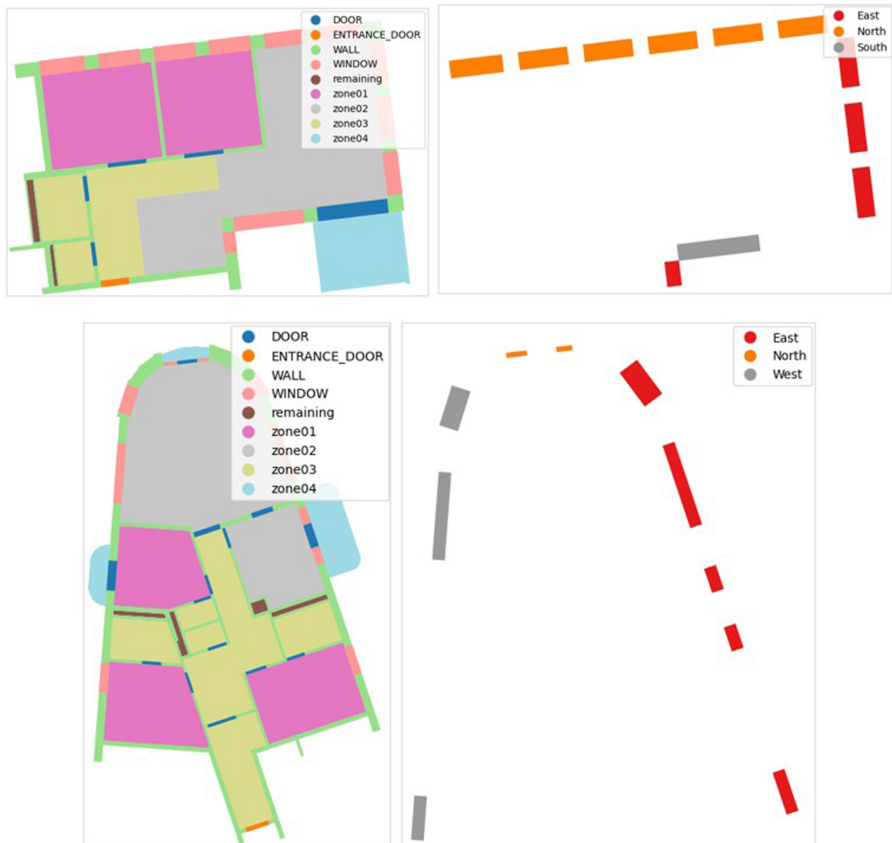 DOOR
ENTRANCE_DOOR
WALL
WINDOW
remaining
zone01
zone02
zone03
zone04
East
North
South
DOOR
ENTRANCE_DOOR
WALL
WINDOW
remaining
zone01
zone02
zone03
zone04
East
North
West